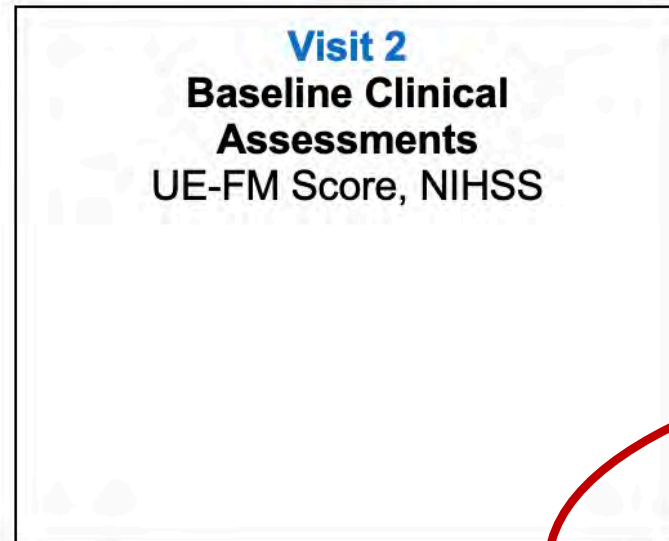 Visit 2
Baseline Clinical
Assessments
UE-FM Score, NIHSS